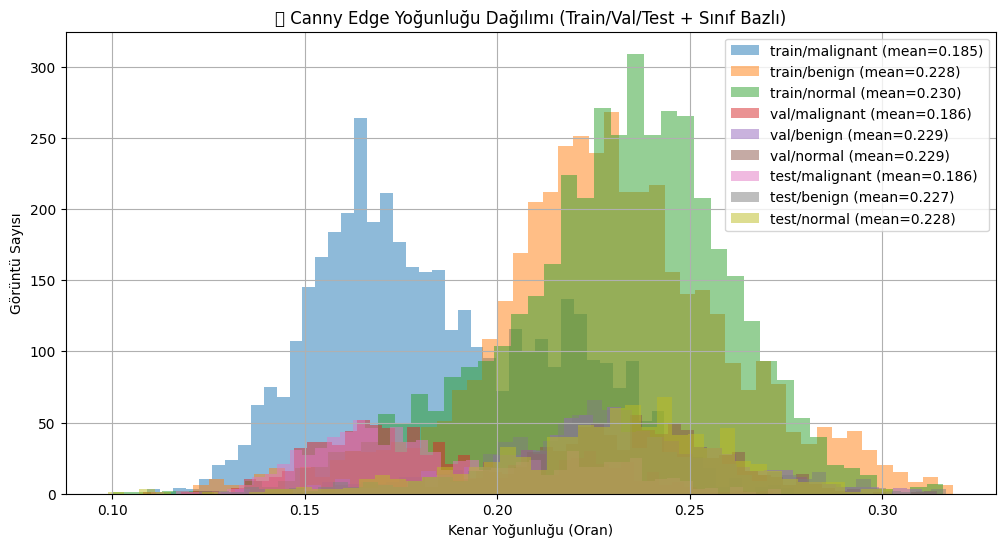 ▯ Canny Edge Yoğunluğu Dağılımı (Train/Val/Test + Sınıf Bazlı)
train/malignant (mean=0.185)
train/benign (mean=0.228)
train/normal (mean=0.230)
val/malignant (mean=0.186)
val/benign (mean=0.229)
val/normal (mean=0.229)
test/malignant (mean=0.186)
test/benign (mean=0.227)
test/normal (mean=0.228)
Görüntü Sayısı
300
250
200
150
100
50
0
0.10 0.15 0.20 0.25 0.30
Kenar Yoğunluğu (Oran)